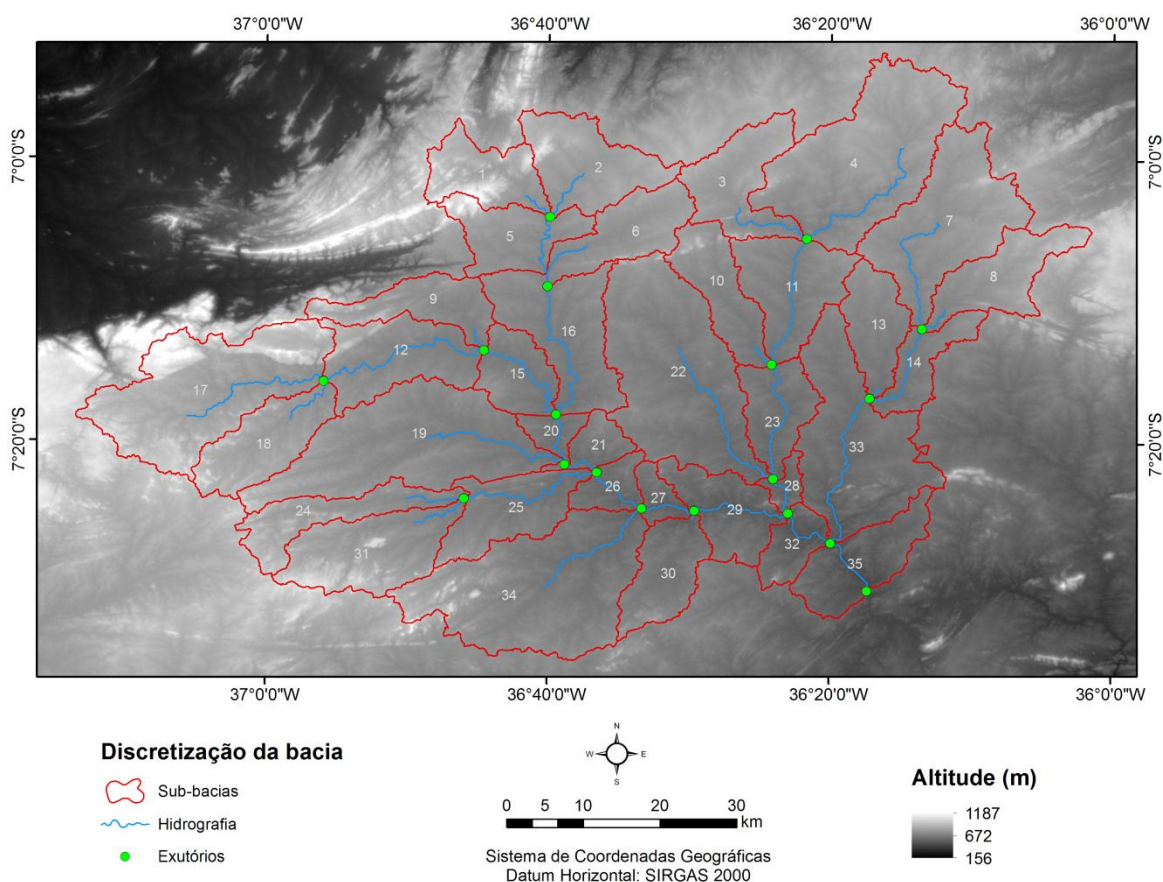 37°0'0"W 36°40'0"W 36°20'0"W 36°0'0"W
7°0'0"S 7°0'0"S
7°20'0"S 7°20'0"S
1
2
3
4
5
6
7
8
9
10
11
12
13
14
15
16
17
18
19
20
21
22
23
24
25
26
27
28
29
30
31
32
33
34
35
37°0'0"W 36°40'0"W 36°20'0"W 36°0'0"W
Discretização da bacia
Sub-bacias
Hidrografia
Exutórios
N
W E
S
0 5 10 20 30
km
Sistema de Coordenadas Geográficas
Datum Horizontal: SIRGAS 2000
Altitude (m)
1187
672
156